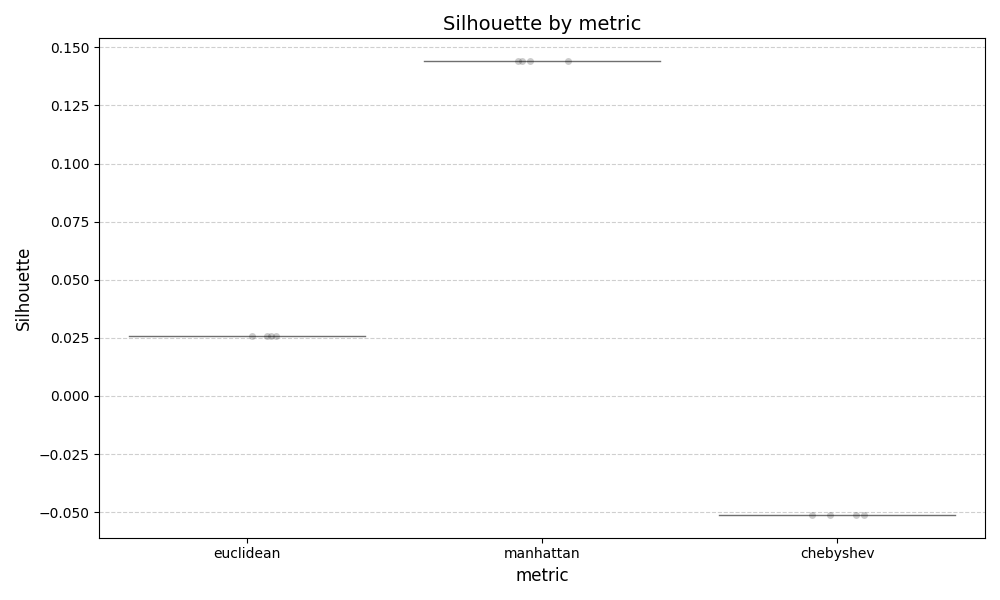 Silhouette by metric
Silhouette
0.150
0.125
0.100
0.075
0.050
0.025
0.000
−0.025
−0.050
euclidean
manhattan
chebyshev
metric